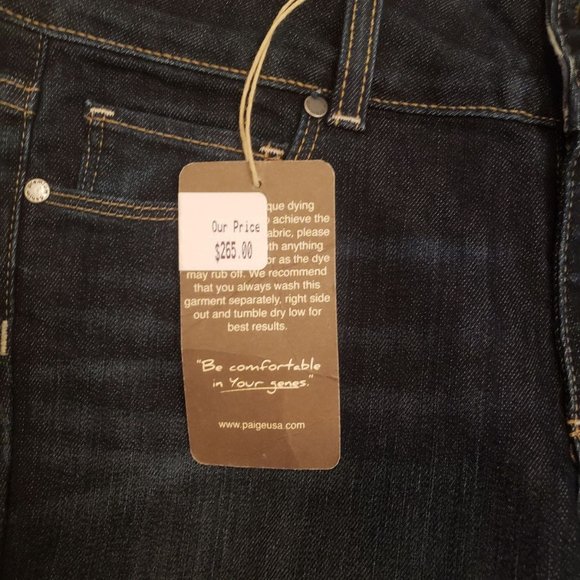 Our Price
$265.00
que dying
o achieve the
abric, please
th anything
or as the dye
may rub off. We recommend
that you always wash this
garment separately, right side
out and tumble dry low for
best results.
"Be comfortable
in Your genes."
www.paigeusa.com